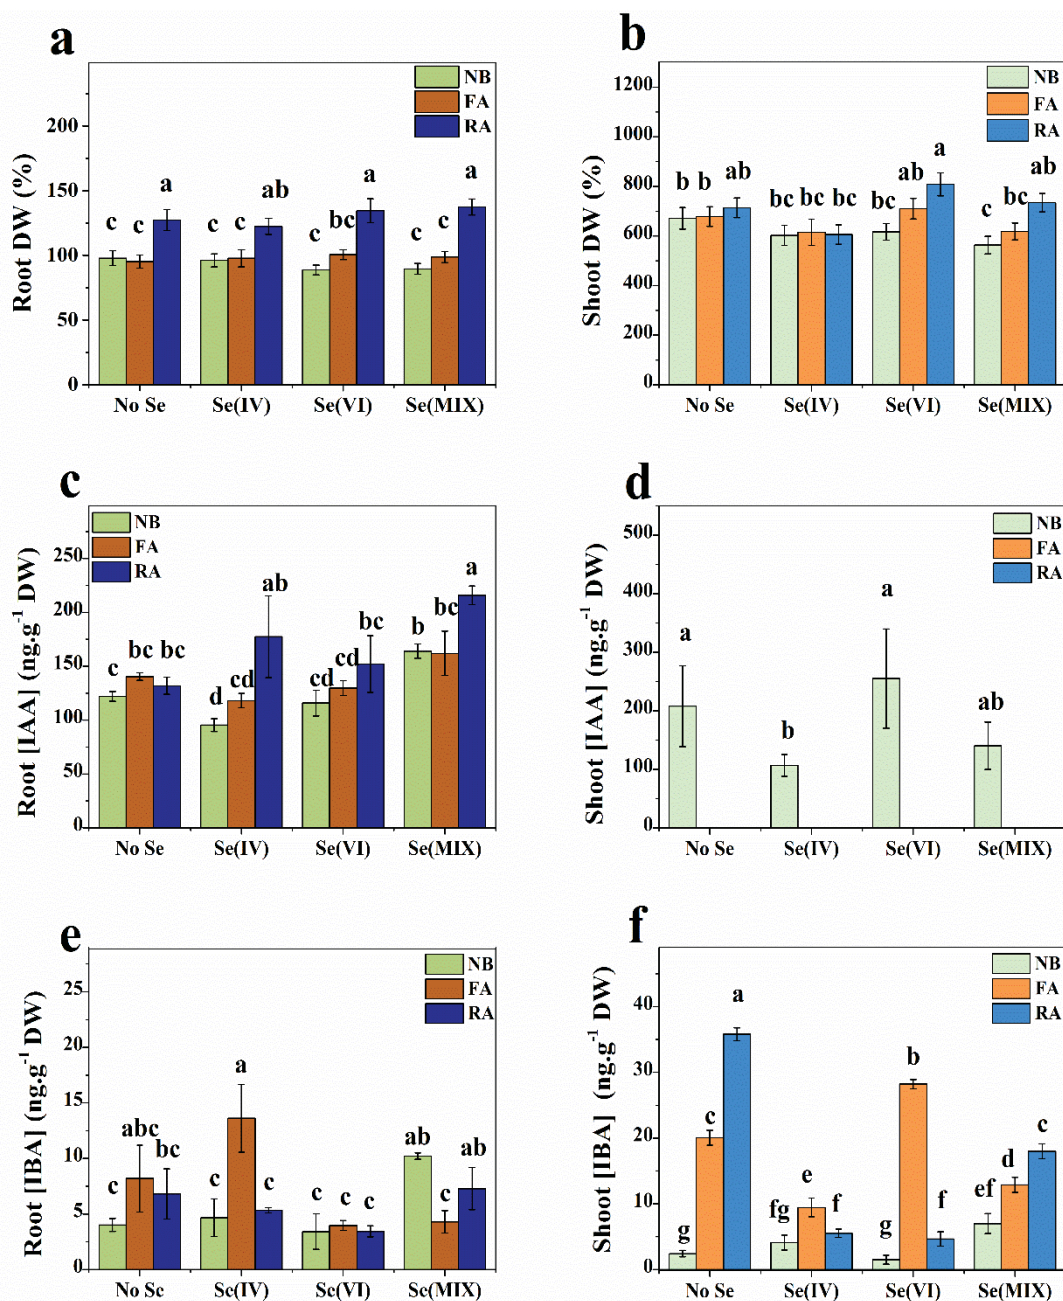 a
NB
FA
RA
Root DW (%)
200
150
100
50
0
c c a
c c ab
c bc a
c c a
No Se Se(IV) Se(VI) Se(MIX)
b
NB
FA
RA
Shoot DW (%)
1200
1000
800
600
400
200
0
b b ab
bc bc bc
bc ab a
c bc ab
No Se Se(IV) Se(VI) Se(MIX)
c
NB
FA
RA
Root [IAA] (ng.g-1 DW)
250
200
150
100
50
0
c bc bc
d cd ab
cd cd bc
b bc a
No Se Se(IV) Se(VI) Se(MIX)
d
NB
FA
RA
Shoot [IAA] (ng.g-1 DW)
500
400
300
200
100
0
a b a ab
No Se Se(IV) Se(VI) Se(MIX)
e
NB
FA
RA
Root [IBA] (ng.g-1 DW)
25
20
15
10
5
0
c abc bc
c a c
c c c
ab c ab
No Sc Sc(IV) Sc(VI) Sc(MIX)
f
NB
FA
RA
Shoot [IBA] (ng.g-1 DW)
40
30
20
10
0
g c a
fg e f
g b f
ef d c
No Se Se(IV) Se(VI) Se(MIX)